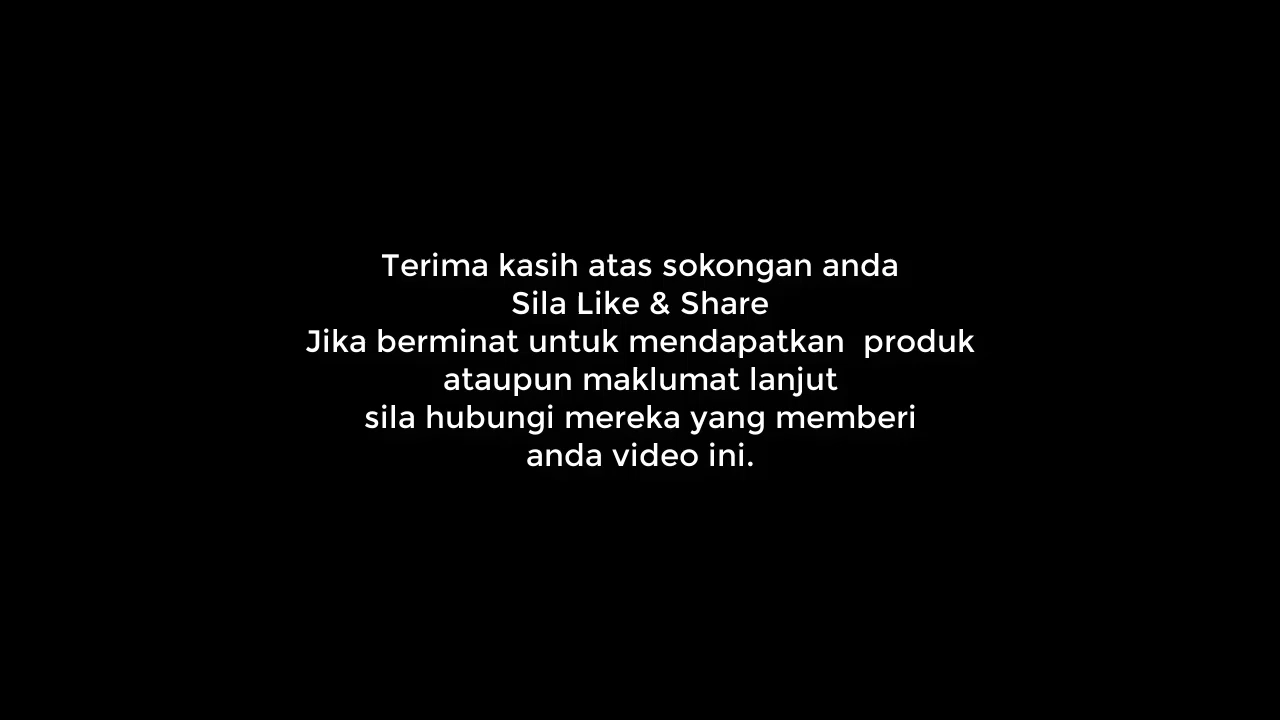 Terima kasih atas sokongan anda
Sila Like & Share
Jika berminat untuk mendapatkan  produk
ataupun maklumat lanjut
sila hubungi mereka yang memberi
anda video ini.